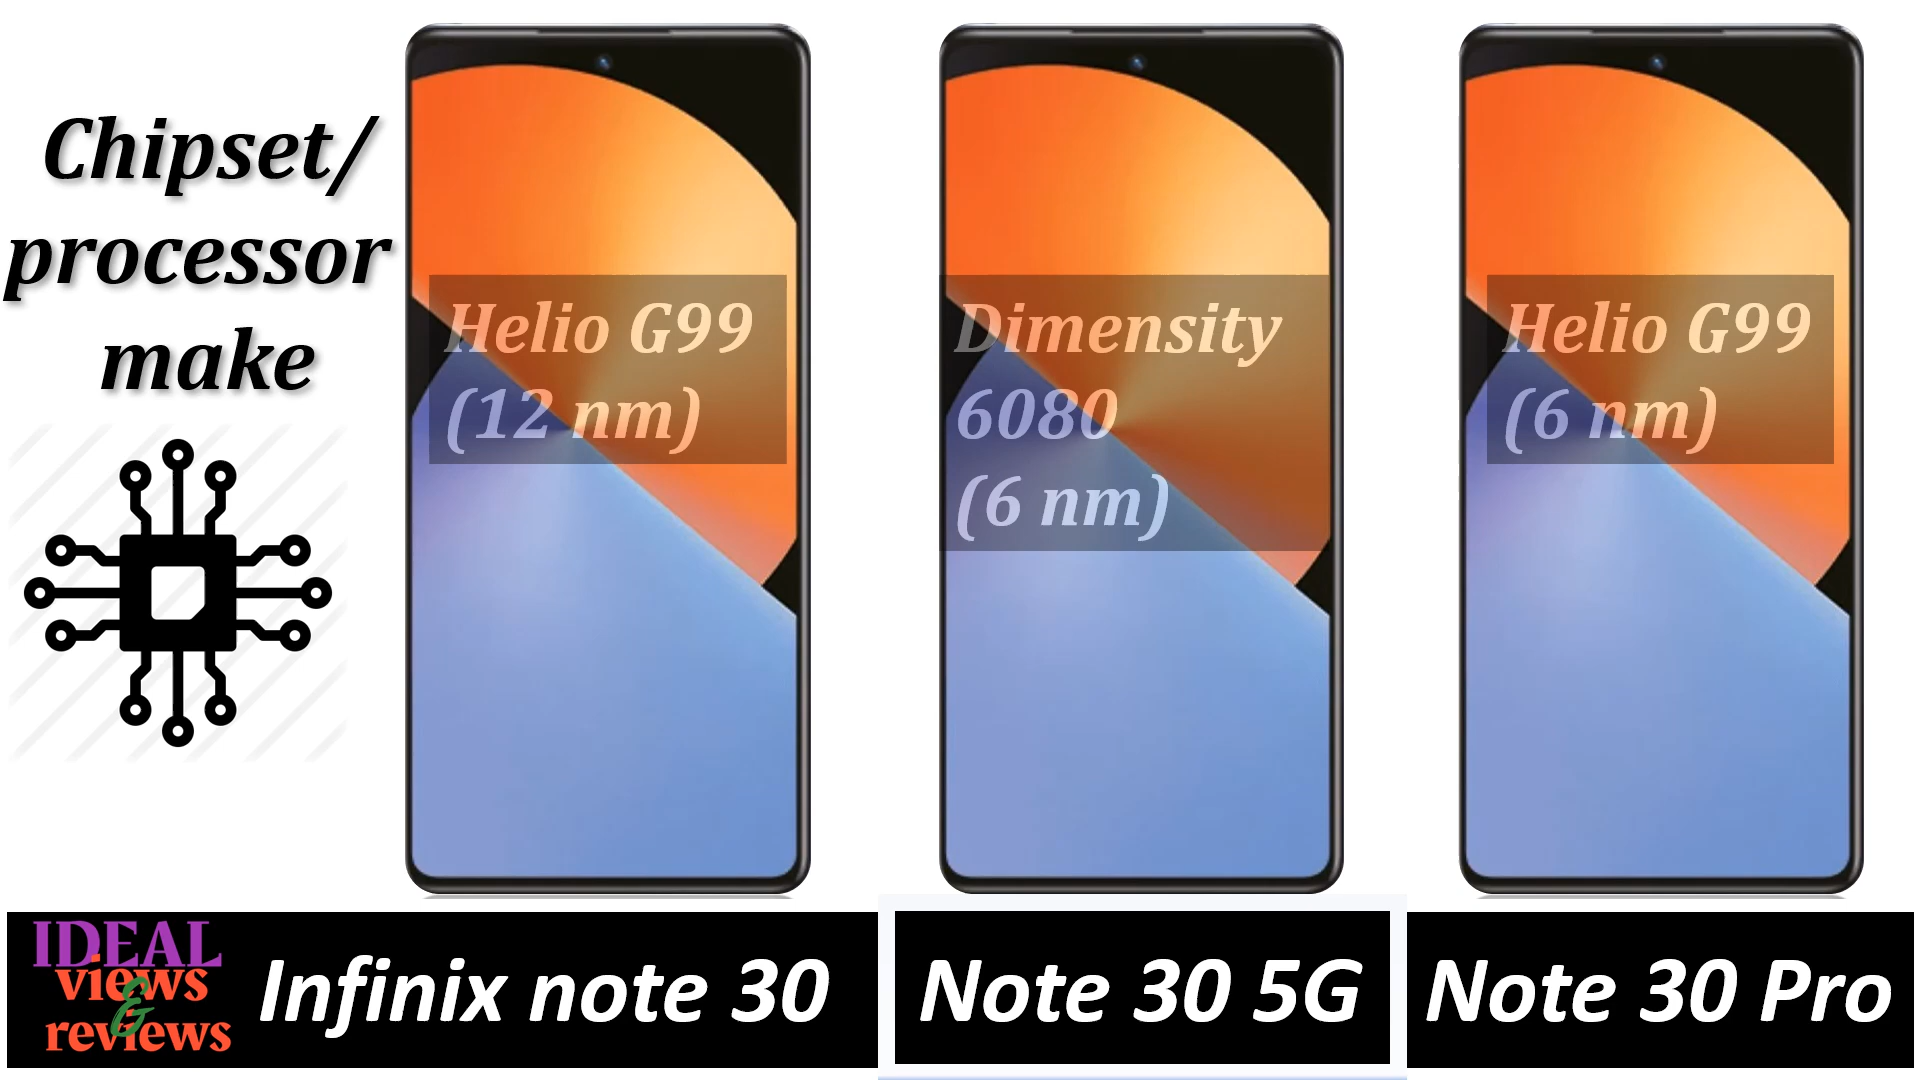 Chipset/
processor
make
Helio G99
(12 nm)
Dimensity
6080
(6 nm)
Helio G99
(6 nm)
IDEAL
views
&
reviews
Infinix note 30
Note 30 5G
Note 30 Pro